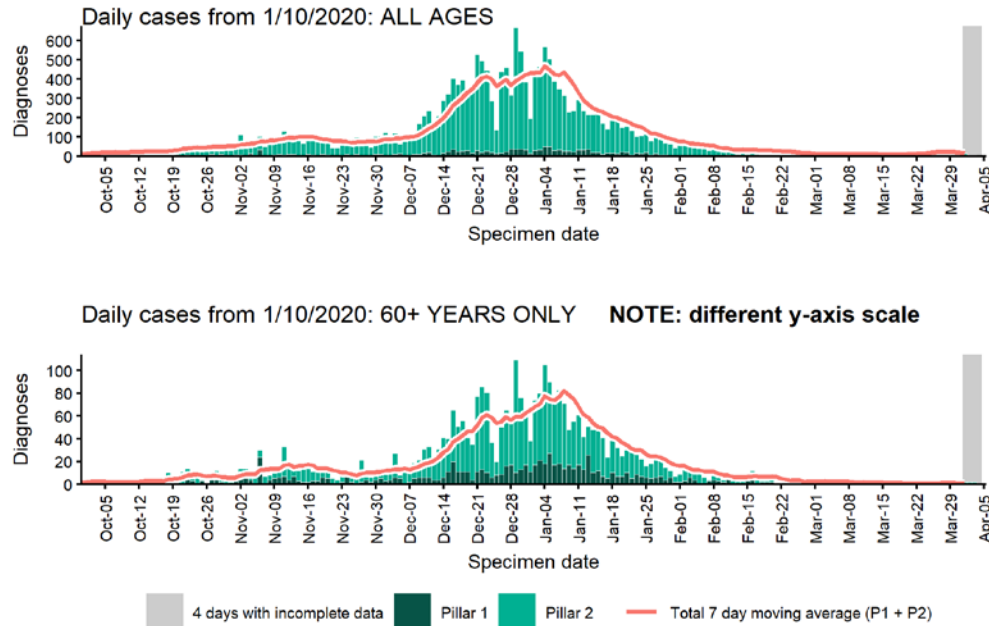 Daily cases from 1/10/2020: ALL AGES
600
500
400
300
200
100
0
Diagnoses
Oct-05
Oct-12
Oct-19
Oct-26
Nov-02
Nov-09
Nov-16
Nov-23
Nov-30
Dec-07
Dec-14
Dec-21
Dec-28
Jan-04
Jan-11
Jan-18
Jan-25
Feb-01
Feb-08
Feb-15
Feb-22
Mar-01
Mar-08
Mar-15
Mar-22
Mar-29
Apr-05
Specimen date
Daily cases from 1/10/2020: 60+ YEARS ONLY NOTE: different y-axis scale
100
80
60
40
20
0
Diagnoses
Oct-05
Oct-12
Oct-19
Oct-26
Nov-02
Nov-09
Nov-16
Nov-23
Nov-30
Dec-07
Dec-14
Dec-21
Dec-28
Jan-04
Jan-11
Jan-18
Jan-25
Feb-01
Feb-08
Feb-15
Feb-22
Mar-01
Mar-08
Mar-15
Mar-22
Mar-29
Apr-05
Specimen date
4 days with incomplete data Pillar 1 Pillar 2 Total 7 day moving average (P1 + P2)